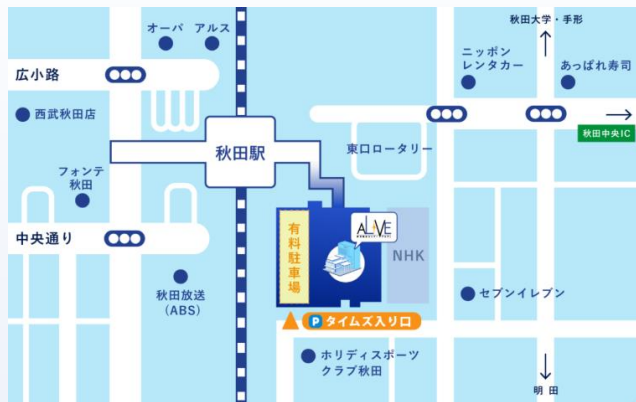 秋田大学・手形
オーパ
アルス
ニッポン
レンタカー
あっぱれ寿司
広小路
西武秋田店
秋田駅
東口ロータリー
秋田中央IC
フォンテ
秋田
中央通り
有料駐車場
ALVE
NHK
秋田放送
(ABS)
セブンイレブン
P タイムズ入り口
ホリディスポーツ
クラブ秋田
明田